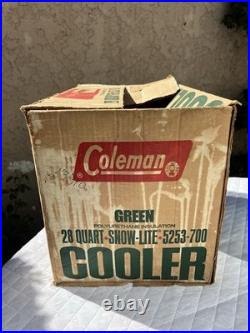 Coleman
GREEN
POLYURETHANE INSULATION
28 QUART-SNOW-LITE-5253-700
COOLER